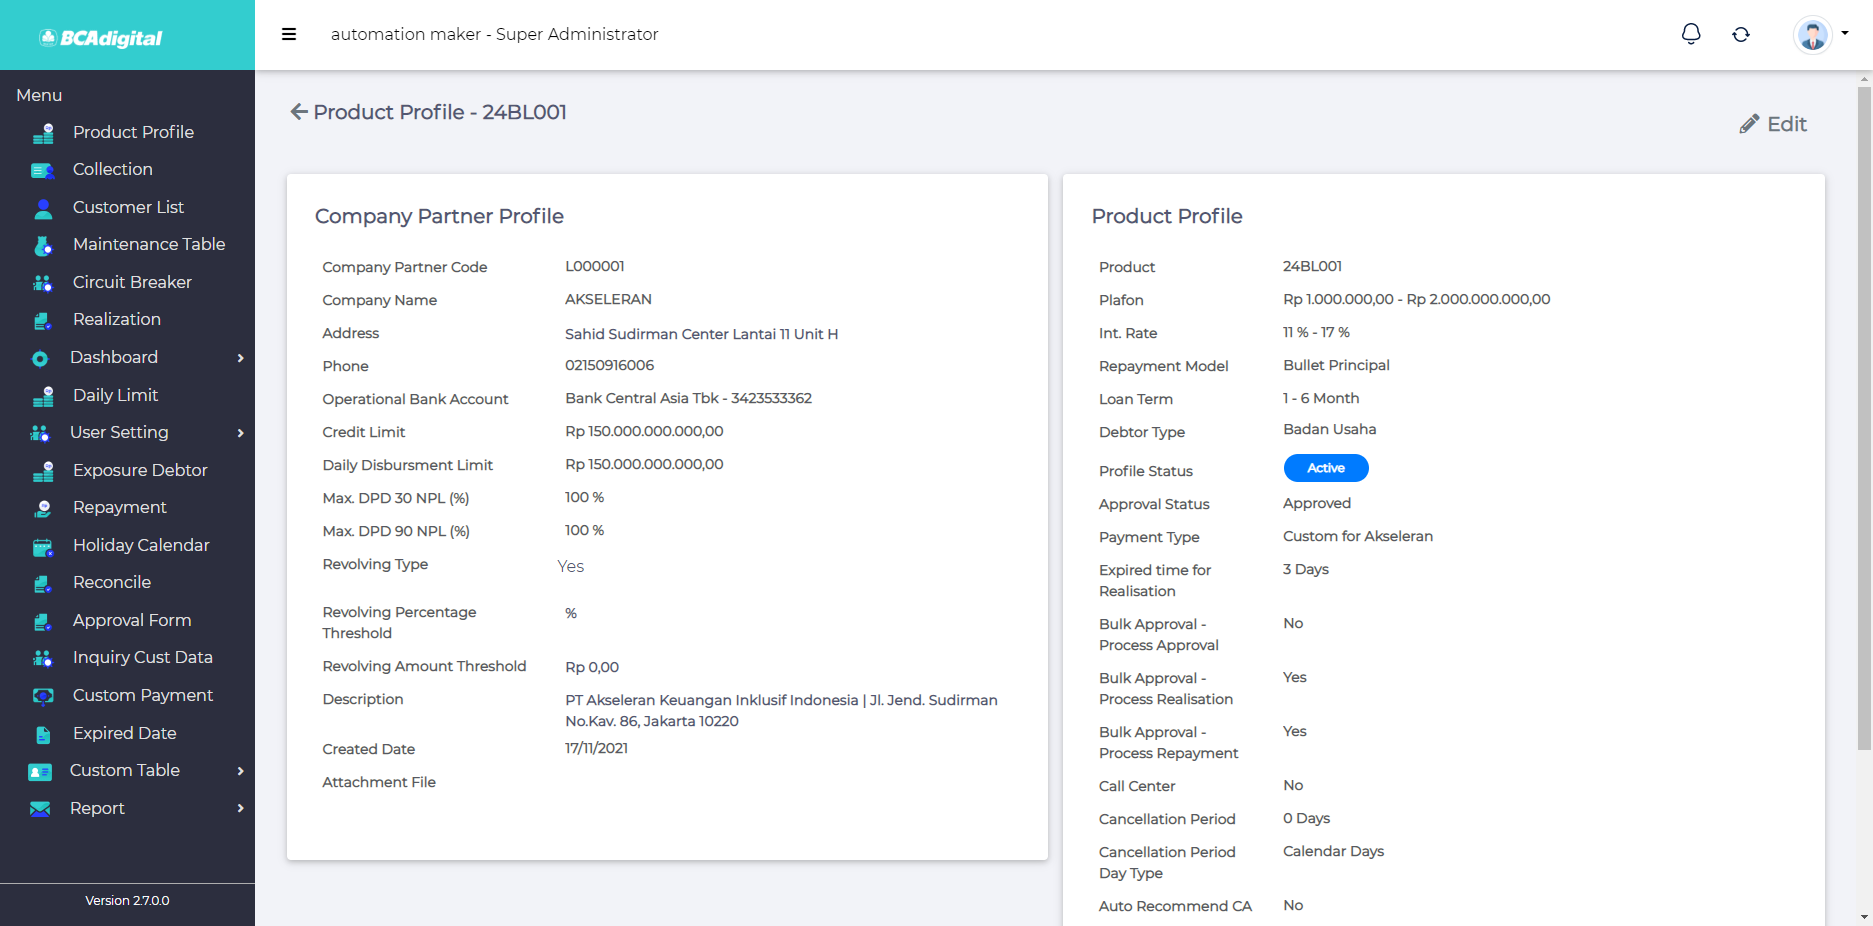 BCAdigital
automation maker - Super Administrator
Menu
Product Profile
Collection
Customer List
Maintenance Table
Circuit Breaker
Realization
Dashboard
Daily Limit
User Setting
Exposure Debtor
Repayment
Holiday Calendar
Reconcile
Approval Form
Inquiry Cust Data
Custom Payment
Expired Date
Custom Table
Report
Version 2.7.0.0
Product Profile - 24BL001
Edit
Company Partner Profile
Company Partner Code L000001
Company Name AKSELERAN
Address Sahid Sudirman Center Lantai 11 Unit H
Phone 02150916006
Operational Bank Account Bank Central Asia Tbk - 3423533362
Credit Limit Rp 150.000.000.000,00
Daily Disbursment Limit Rp 150.000.000.000,00
Max. DPD 30 NPL (%) 100 %
Max. DPD 90 NPL (%) 100 %
Revolving Type Yes
Revolving Percentage %
Threshold
Revolving Amount Threshold Rp 0,00
Description PT Akseleran Keuangan Inklusif Indonesia | Jl. Jend. Sudirman
No.Kav. 86, Jakarta 10220
Created Date 17/11/2021
Attachment File
Product Profile
Product 24BL001
Plafon Rp 1.000.000,00 - Rp 2.000.000.000,00
Int. Rate 11 % - 17 %
Repayment Model Bullet Principal
Loan Term 1 - 6 Month
Debtor Type Badan Usaha
Profile Status Active
Approval Status Approved
Payment Type Custom for Akseleran
Expired time for 3 Days
Realisation
Bulk Approval - No
Process Approval
Bulk Approval - Yes
Process Realisation
Bulk Approval - Yes
Process Repayment
Call Center No
Cancellation Period 0 Days
Cancellation Period Calendar Days
Day Type
Auto Recommend CA No